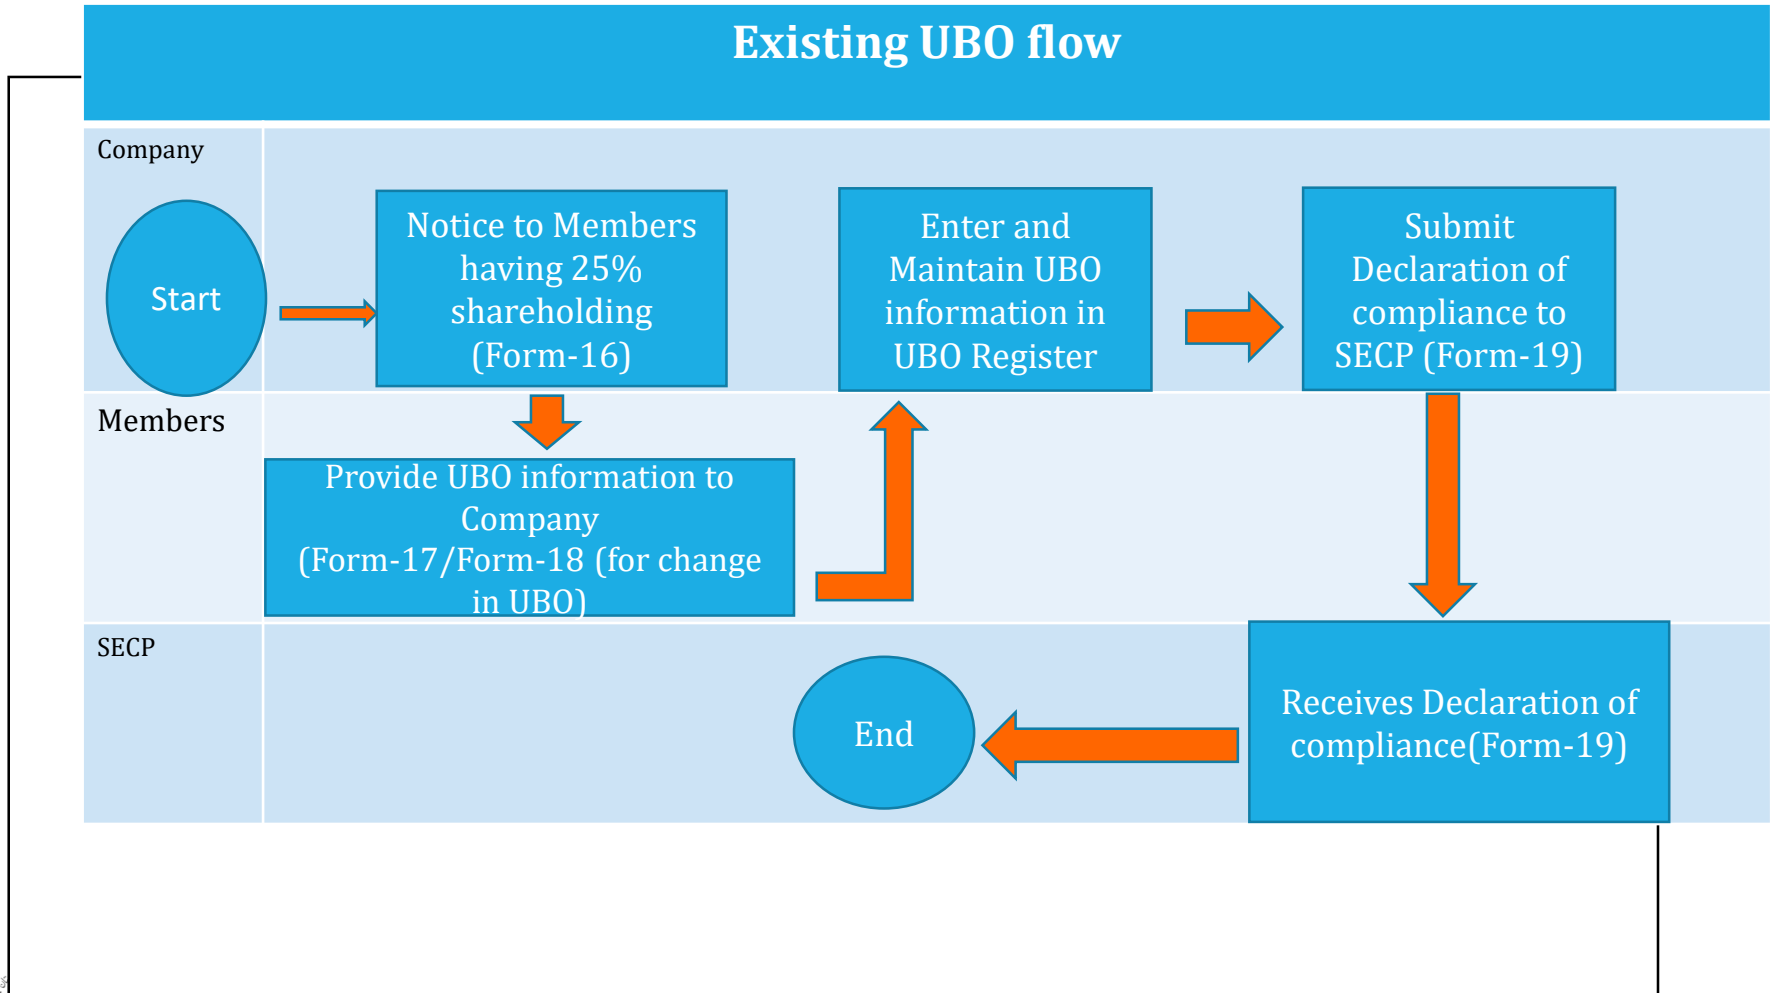 Existing UBO flow
Company
Start
Notice to Members
having 25%
shareholding
(Form-16)
Enter and
Maintain UBO
information in
UBO Register
Submit
Declaration of
compliance to
SECP (Form-19)
Members
Provide UBO information to
Company
(Form-17/Form-18 (for change
in UBO)
SECP
End
Receives Declaration of
compliance(Form-19)